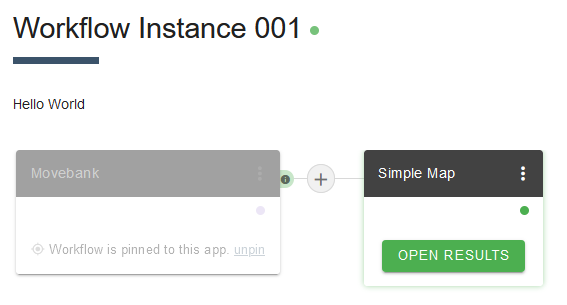 Workflow Instance 001
Hello World
Movebank
Simple Map
Workflow is pinned to this app. unpin
OPEN RESULTS